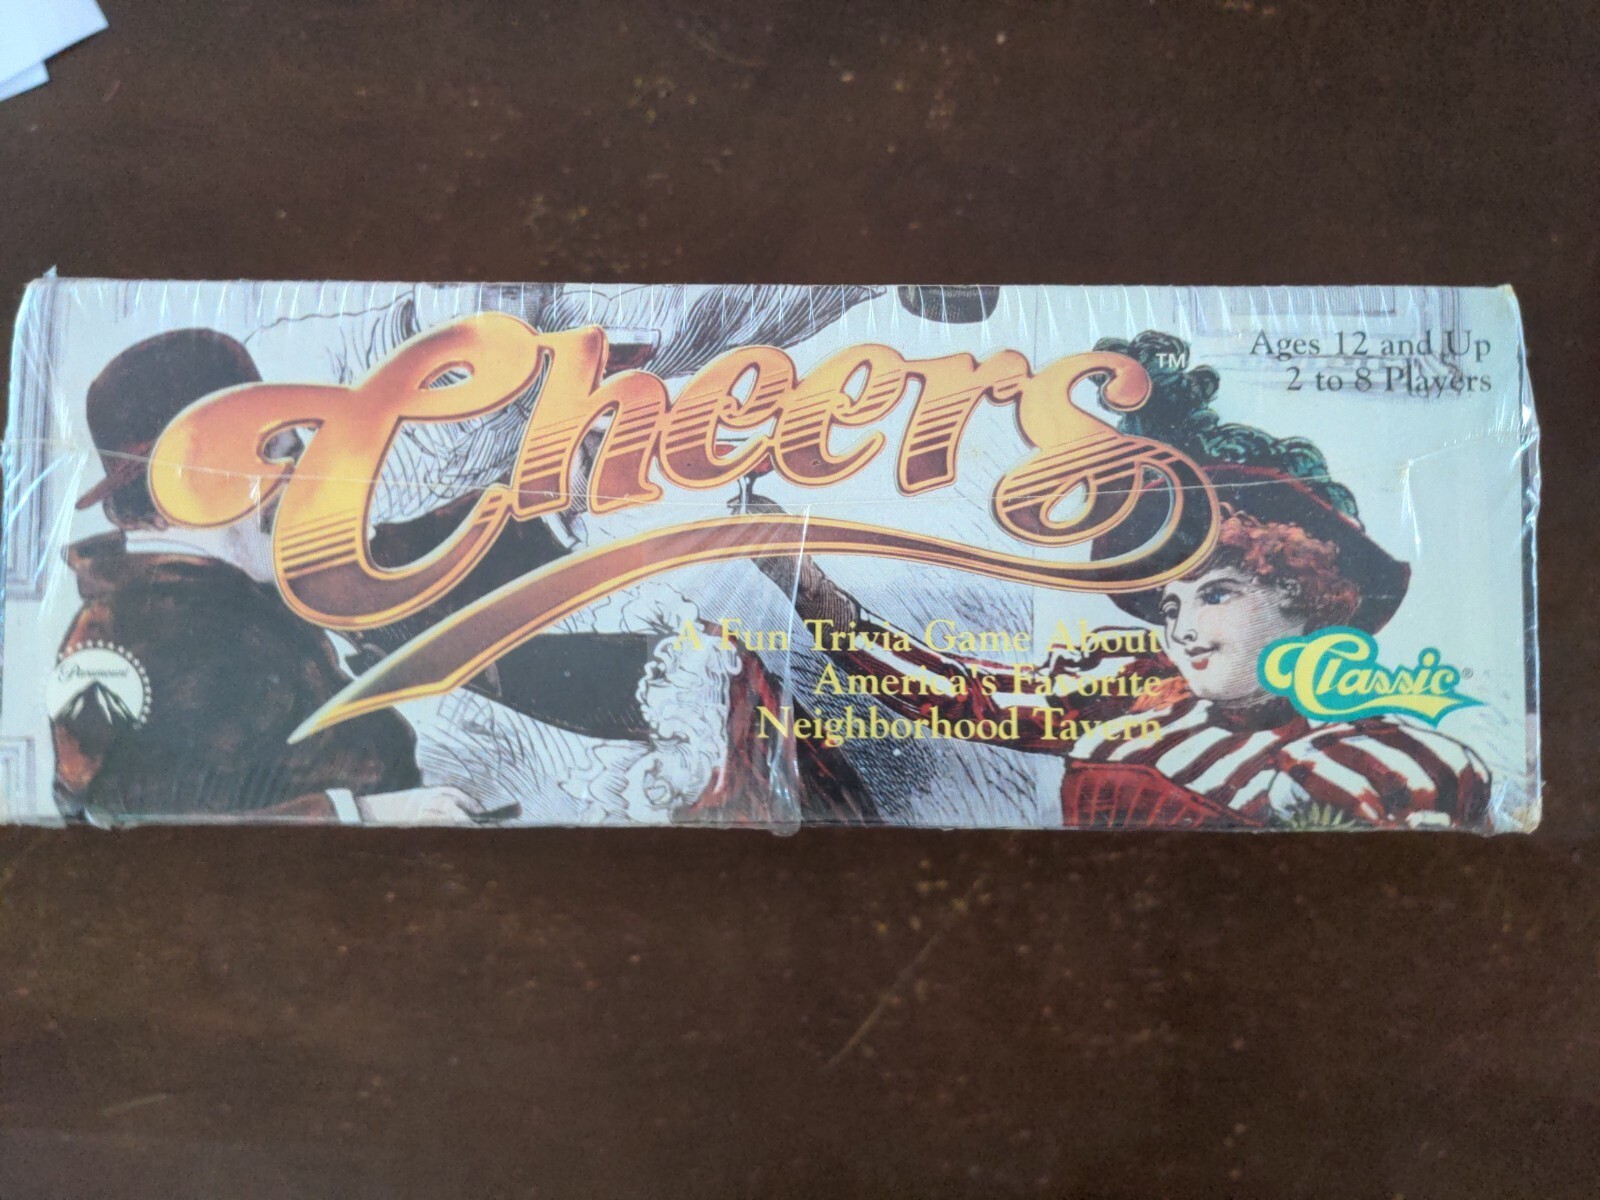 Cheers™
Ages 12 and Up
2 to 8 Players
A Fun Trivia Game About
America's Favorite
Neighborhood Tavern
Paramount
Classic®